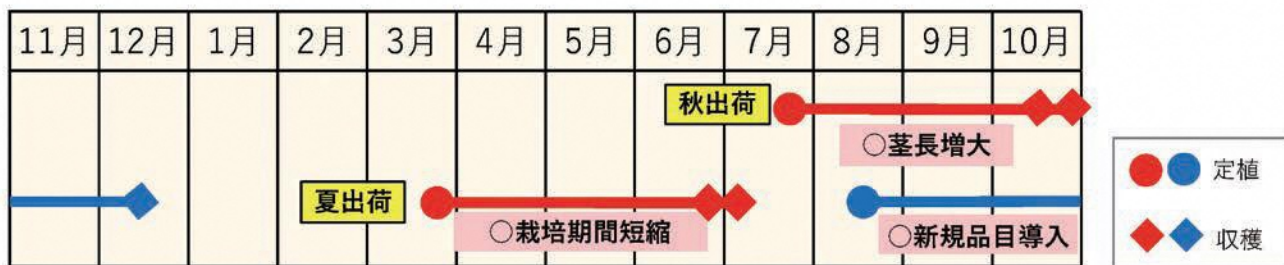 11月 12月 1月 2月 3月 4月 5月 6月 7月 8月 9月 10月
秋出荷
○茎長増大
夏出荷
○栽培期間短縮
○新規品目導入
定植
収穫